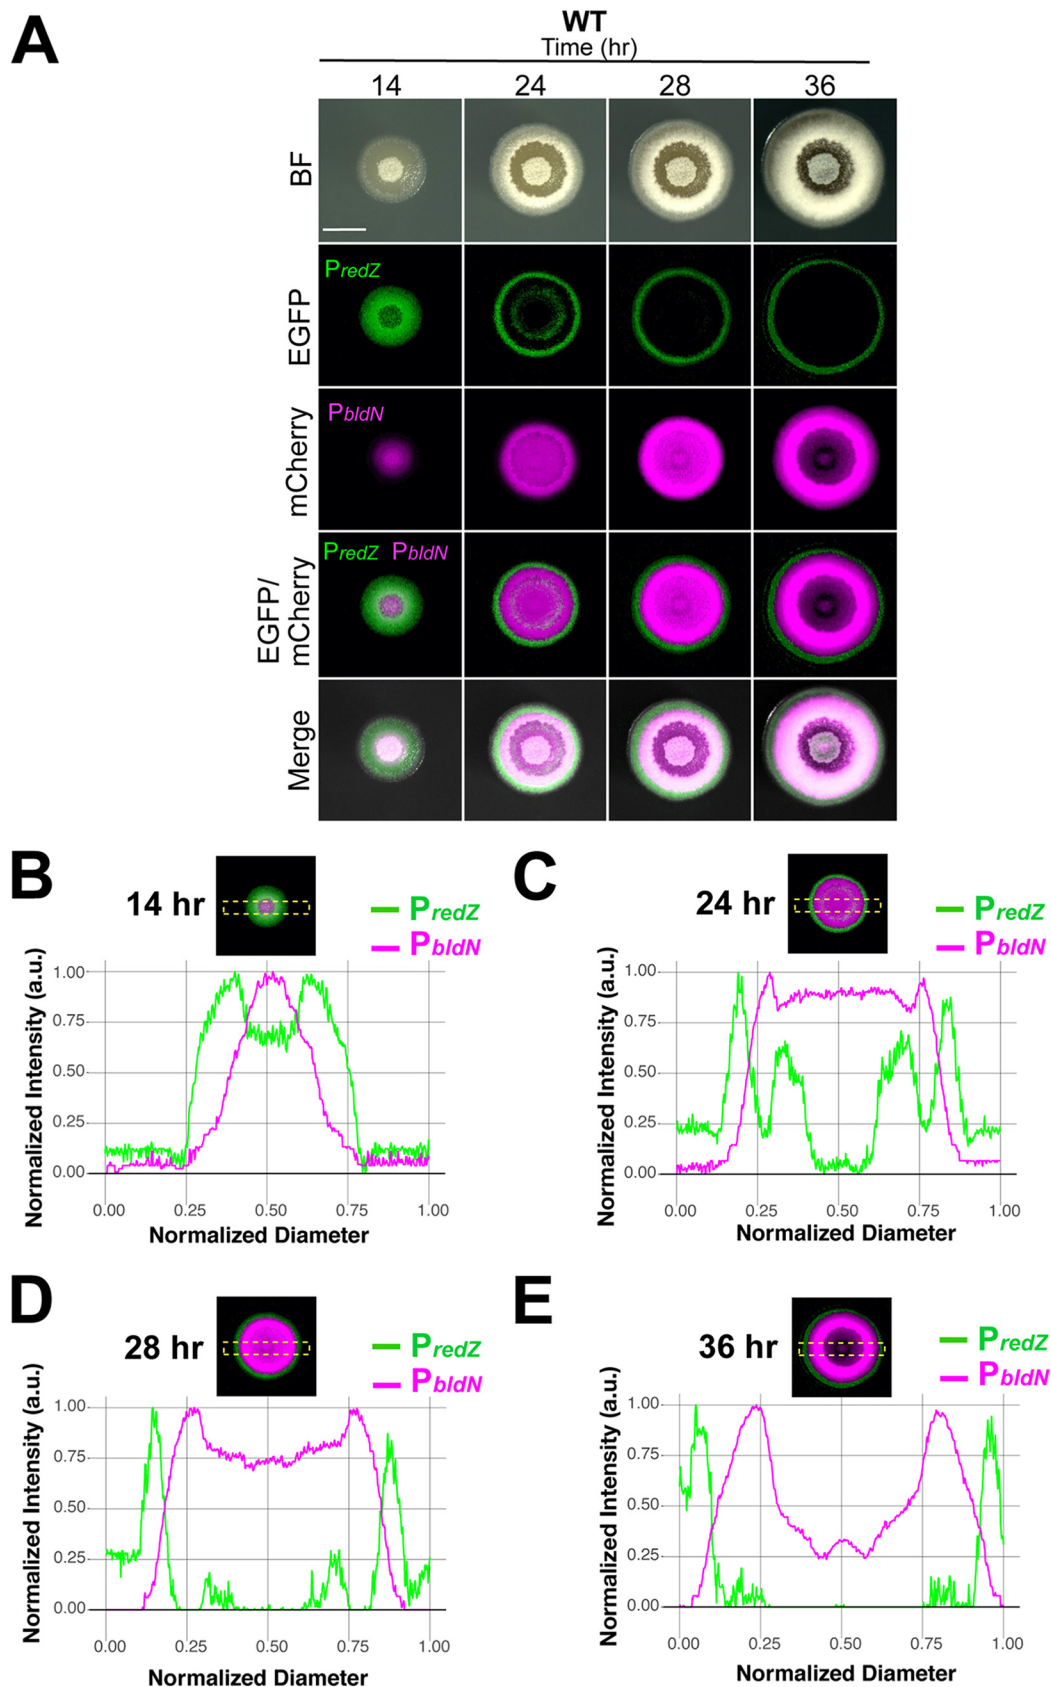 A
WT
Time (hr)
14 24 28 36
BF
PredZ
EGFP
PbldN
mCherry
PredZ PbldN
EGFP/
mCherry
Merge
B
14 hr
PredZ
PbldN
Normalized Intensity (a.u.)
1.00
0.75
0.50
0.25
0.00
0.00 0.25 0.50 0.75 1.00
Normalized Diameter
C
24 hr
PredZ
PbldN
Normalized Intensity (a.u.)
1.00
0.75
0.50
0.25
0.00
0.00 0.25 0.50 0.75 1.00
Normalized Diameter
D
28 hr
PredZ
PbldN
Normalized Intensity (a.u.)
1.00
0.75
0.50
0.25
0.00
0.00 0.25 0.50 0.75 1.00
Normalized Diameter
E
36 hr
PredZ
PbldN
Normalized Intensity (a.u.)
1.00
0.75
0.50
0.25
0.00
0.00 0.25 0.50 0.75 1.00
Normalized Diameter